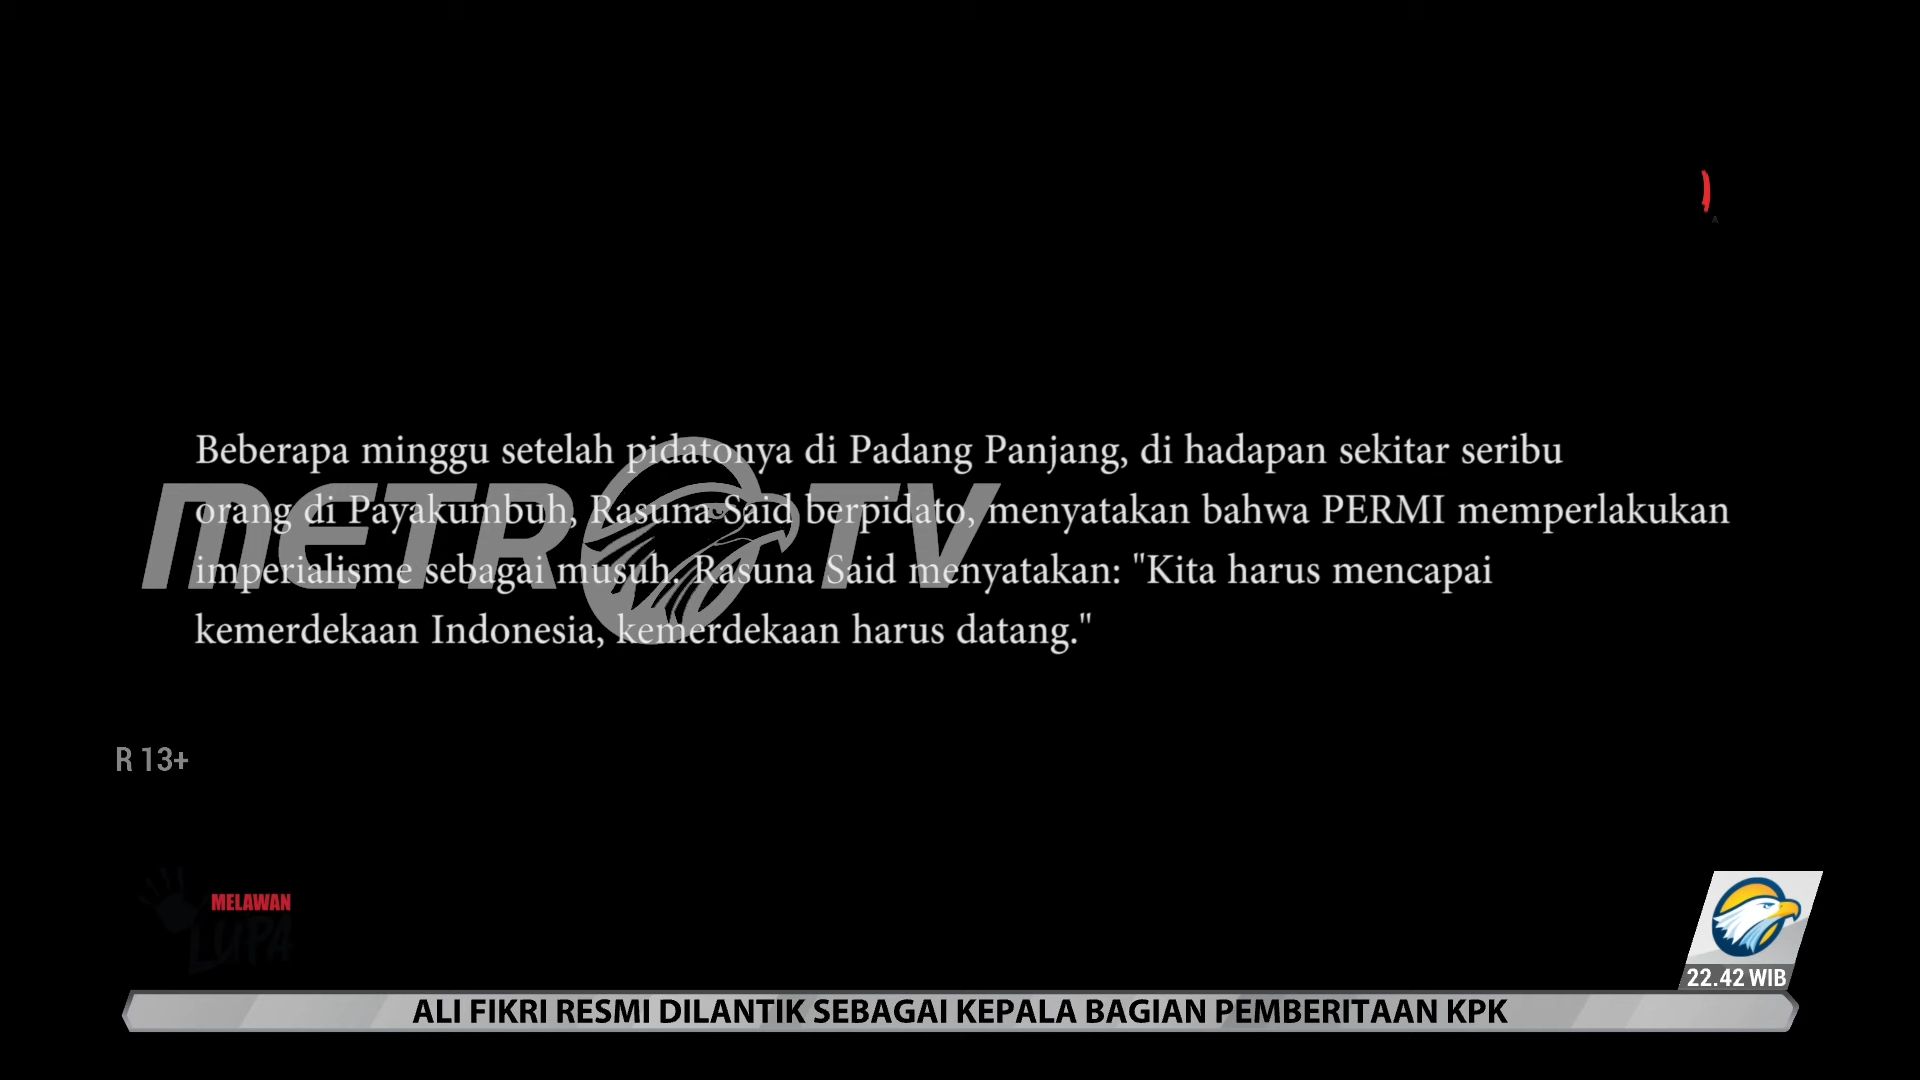 Beberapa minggu setelah pidatonya di Padang Panjang, di hadapan sekitar seribu
orang di Payakumbuh, Rasuna Said berpidato, menyatakan bahwa PERMI memperlakukan
imperialisme sebagai musuh. Rasuna Said menyatakan: "Kita harus mencapai
kemerdekaan Indonesia, kemerdekaan harus datang."
METRO TV
R 13+
MELAWAN
LUPA
22.42 WIB
ALI FIKRI RESMI DILANTIK SEBAGAI KEPALA BAGIAN PEMBERITAAN KPK